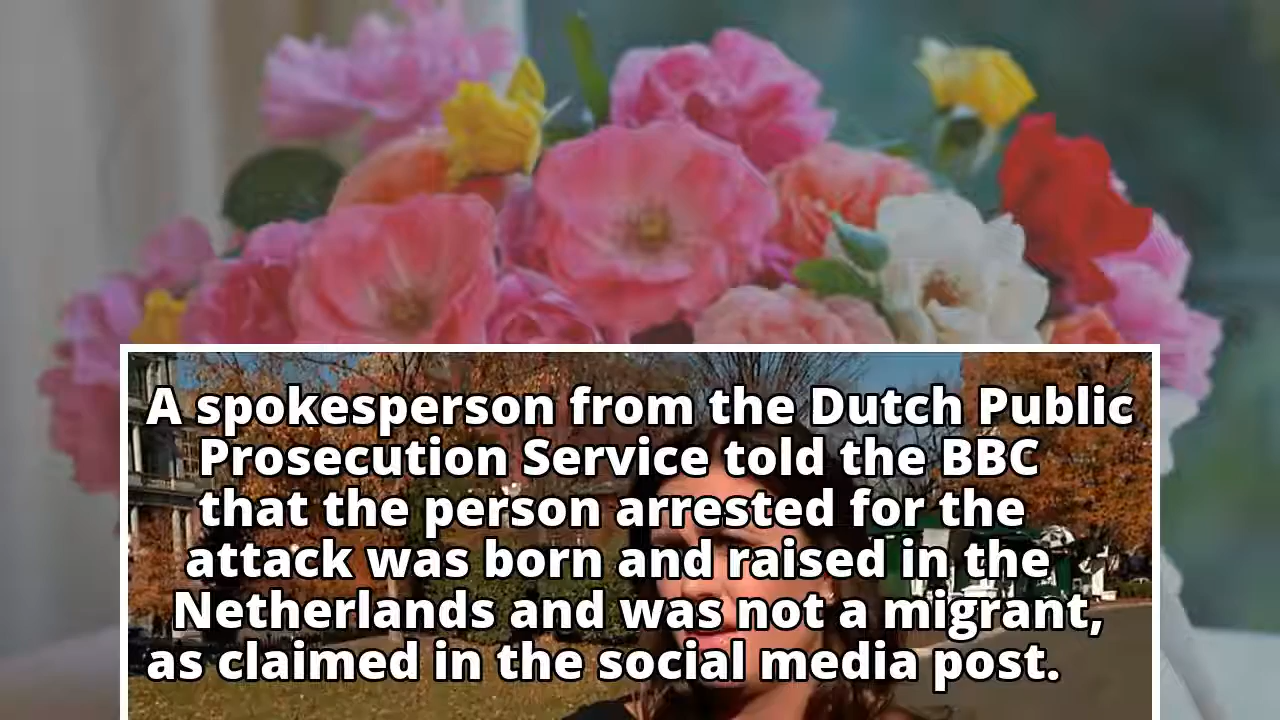 A spokesperson from the Dutch Public
Prosecution Service told the BBC
that the person arrested for the
attack was born and raised in the
Netherlands and was not a migrant,
as claimed in the social media post.